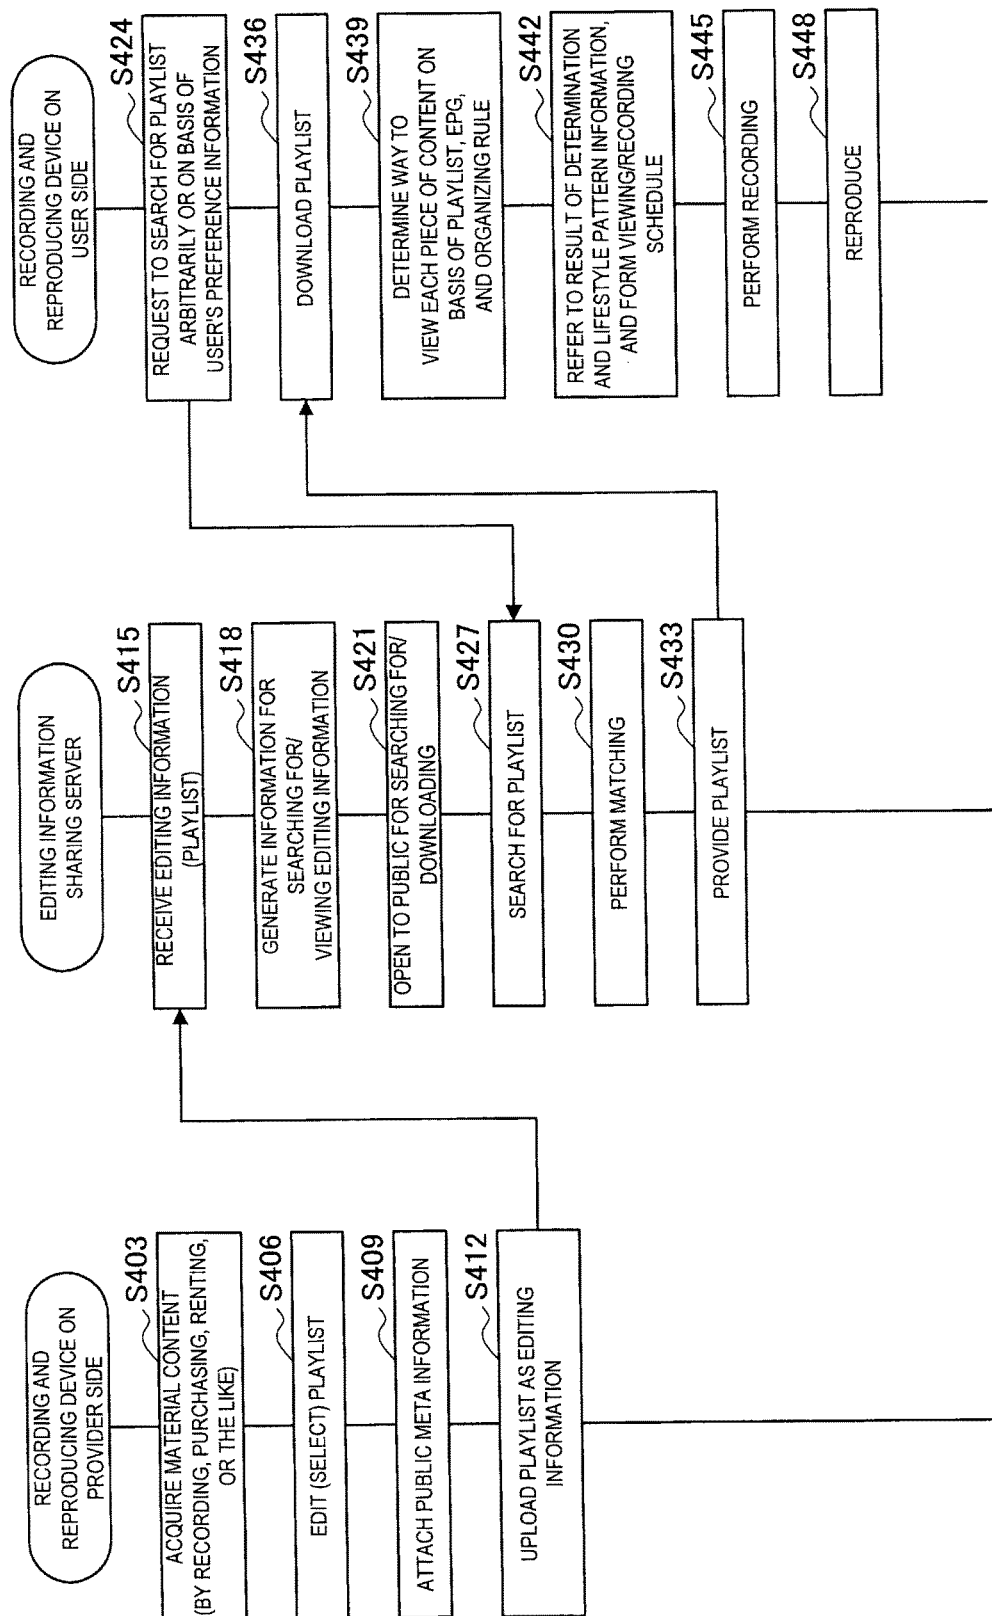 RECORDING AND
REPRODUCING DEVICE ON
PROVIDER SIDE
S403
ACQUIRE MATERIAL CONTENT
(BY RECORDING, PURCHASING, RENTING,
OR THE LIKE)
S406
EDIT (SELECT) PLAYLIST
S409
ATTACH PUBLIC META INFORMATION
S412
UPLOAD PLAYLIST AS EDITING
INFORMATION
EDITING INFORMATION
SHARING SERVER
S415
RECEIVE EDITING INFORMATION
(PLAYLIST)
S418
GENERATE INFORMATION FOR
SEARCHING FOR/
VIEWING EDITING INFORMATION
S421
OPEN TO PUBLIC FOR SEARCHING FOR/
DOWNLOADING
S427
SEARCH FOR PLAYLIST
S430
PERFORM MATCHING
S433
PROVIDE PLAYLIST
RECORDING AND
REPRODUCING DEVICE ON
USER SIDE
S424
REQUEST TO SEARCH FOR PLAYLIST
ARBITRARILY OR ON BASIS OF
USER'S PREFERENCE INFORMATION
S436
DOWNLOAD PLAYLIST
S439
DETERMINE WAY TO
VIEW EACH PIECE OF CONTENT ON
BASIS OF PLAYLIST, EPG,
AND ORGANIZING RULE
S442
REFER TO RESULT OF DETERMINATION
AND LIFESTYLE PATTERN INFORMATION,
AND FORM VIEWING/RECORDING
SCHEDULE
S445
PERFORM RECORDING
S448
REPRODUCE